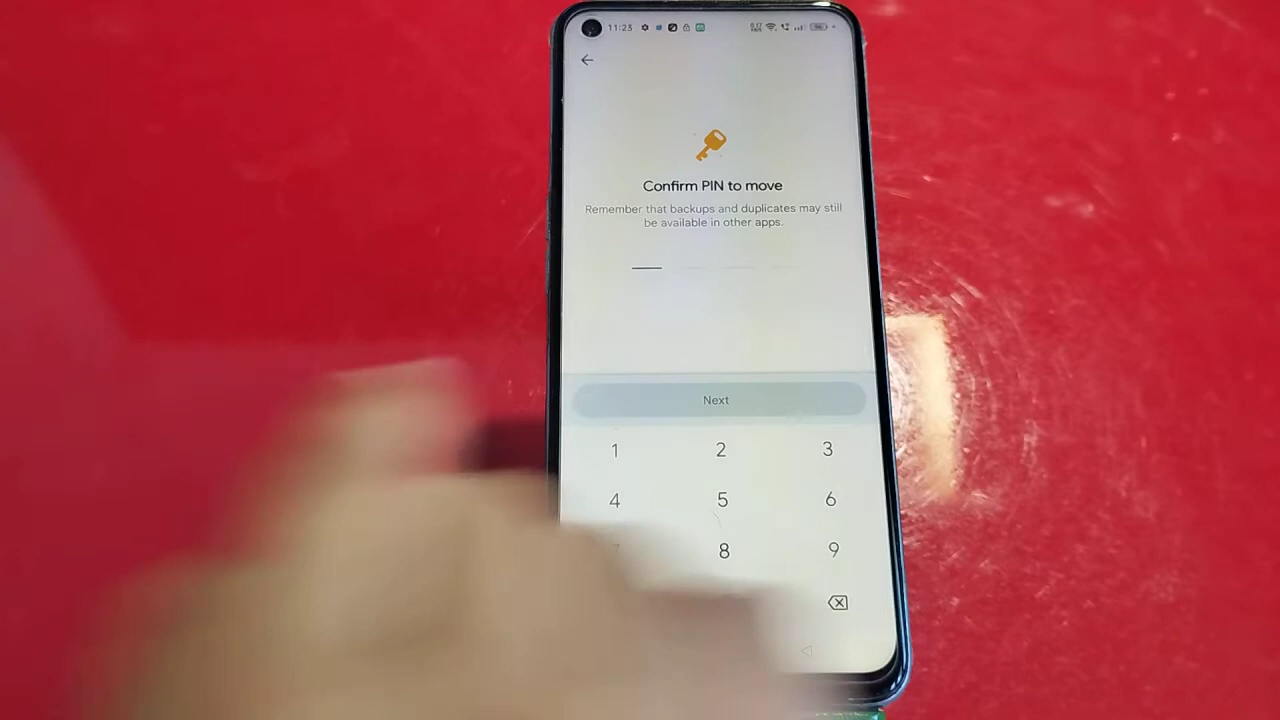 11:23
Confirm PIN to move
Remember that backups and duplicates may still
be available in other apps.
Next
1 2 3
4 5 6
8 9